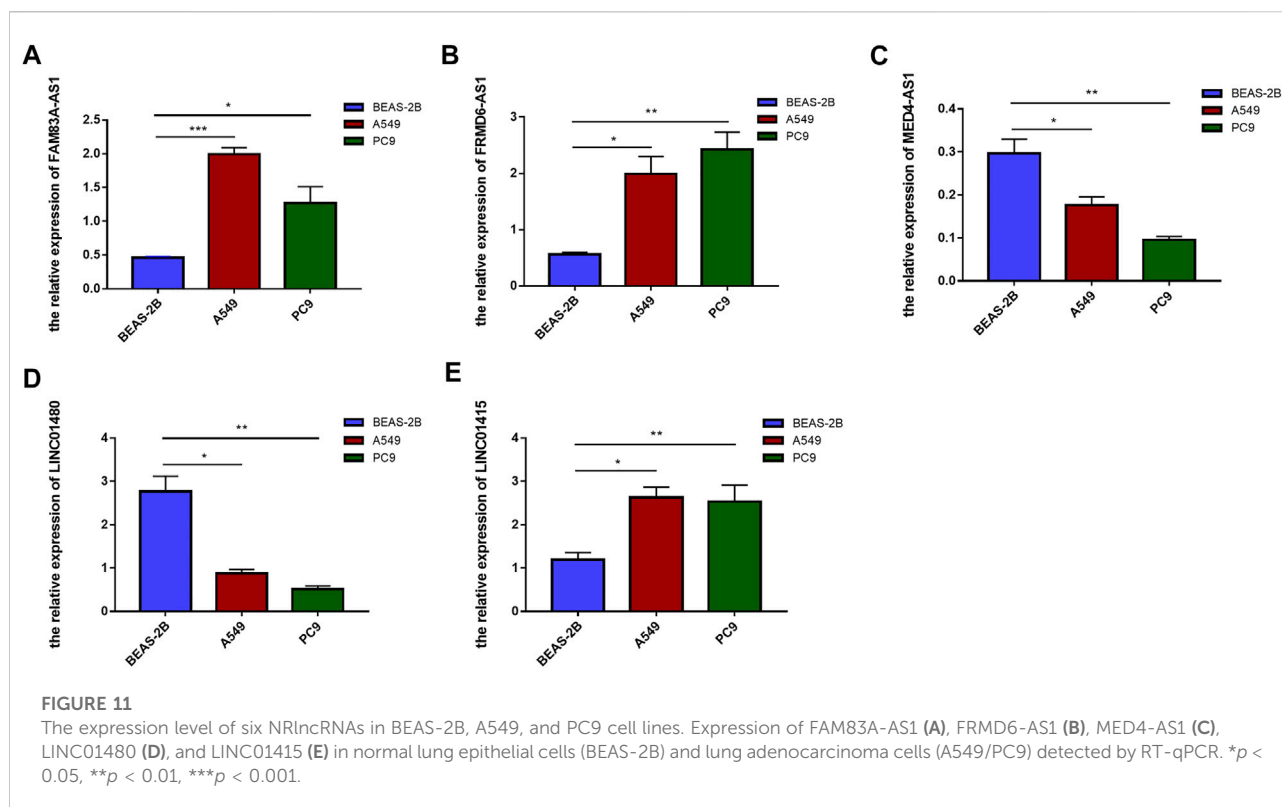 A
the relative expression of FAM83A-AS1
2.5
2.0
1.5
1.0
0.5
0.0
*
***
BEAS-2B
A549
PC9
BEAS-2B
A549
PC9
B
the relative expression of FRMD6-AS1
3
2
1
0
**
*
BEAS-2B
A549
PC9
BEAS-2B
A549
PC9
C
the relative expression of MED4-AS1
0.4
0.3
0.2
0.1
0.0
**
*
BEAS-2B
A549
PC9
BEAS-2B
A549
PC9
D
the relative expression of LINC01480
4
3
2
1
0
**
*
BEAS-2B
A549
PC9
BEAS-2B
A549
PC9
E
the relative expression of LINC01415
4
3
2
1
0
**
*
BEAS-2B
A549
PC9
BEAS-2B
A549
PC9
FIGURE 11
The expression level of six NRlncRNAs in BEAS-2B, A549, and PC9 cell lines. Expression of FAM83A-AS1 (A), FRMD6-AS1 (B), MED4-AS1 (C),
LINC01480 (D), and LINC01415 (E) in normal lung epithelial cells (BEAS-2B) and lung adenocarcinoma cells (A549/PC9) detected by RT-qPCR. *p <
0.05, **p < 0.01, ***p < 0.001.